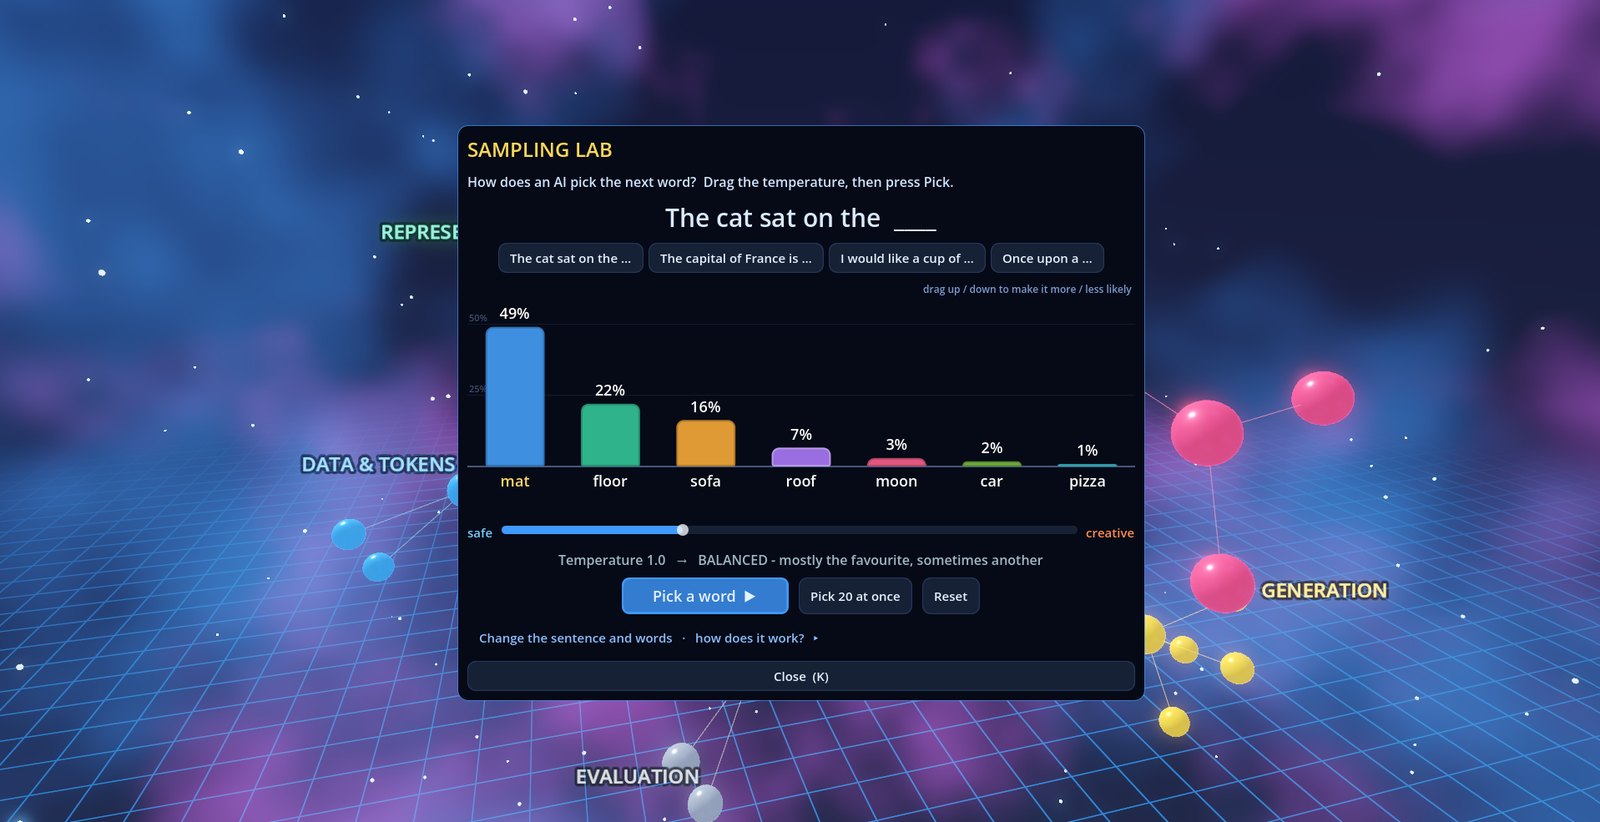 SAMPLING LAB
How does an AI pick the next word?  Drag the temperature, then press Pick.
The cat sat on the ____
The cat sat on the ...
The capital of France is ...
I would like a cup of ...
Once upon a ...
drag up / down to make it more / less likely
50%
25%
49%
22%
16%
7%
3%
2%
1%
mat
floor
sofa
roof
moon
car
pizza
safe
creative
Temperature 1.0 → BALANCED - mostly the favourite, sometimes another
Pick a word ▶
Pick 20 at once
Reset
Change the sentence and words · how does it work? ▸
Close (K)
REPRESE
DATA & TOKENS
GENERATION
EVALUATION